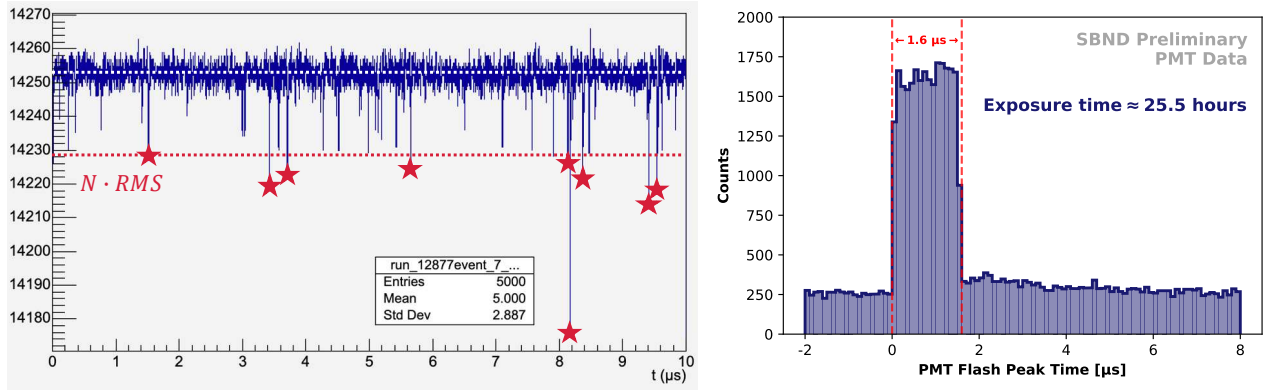 14270
14260
14250
14240
14230
14220
14210
14200
14190
14180
N · RMS
run_12877event_7_...
Entries 5000
Mean 5.000
Std Dev 2.887
0 1 2 3 4 5 6 7 8 9 10
t (μs)
2000
1750
1500
1250
1000
750
500
250
0
Counts
←1.6 μs→
SBND Preliminary
PMT Data
Exposure time ≈ 25.5 hours
-2 0 2 4 6 8
PMT Flash Peak Time [μs]